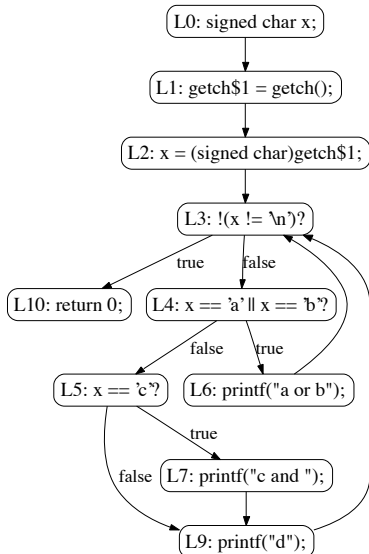 L0: signed char x;
L1: getch$1 = getch();
L2: x = (signed char)getch$1;
L3: !(x != '\n')?
true
false
L10: return 0;
L4: x == 'a' || x == 'b'?
false
true
L5: x == 'c'?
L6: printf("a or b");
true
false
L7: printf("c and ");
L9: printf("d");